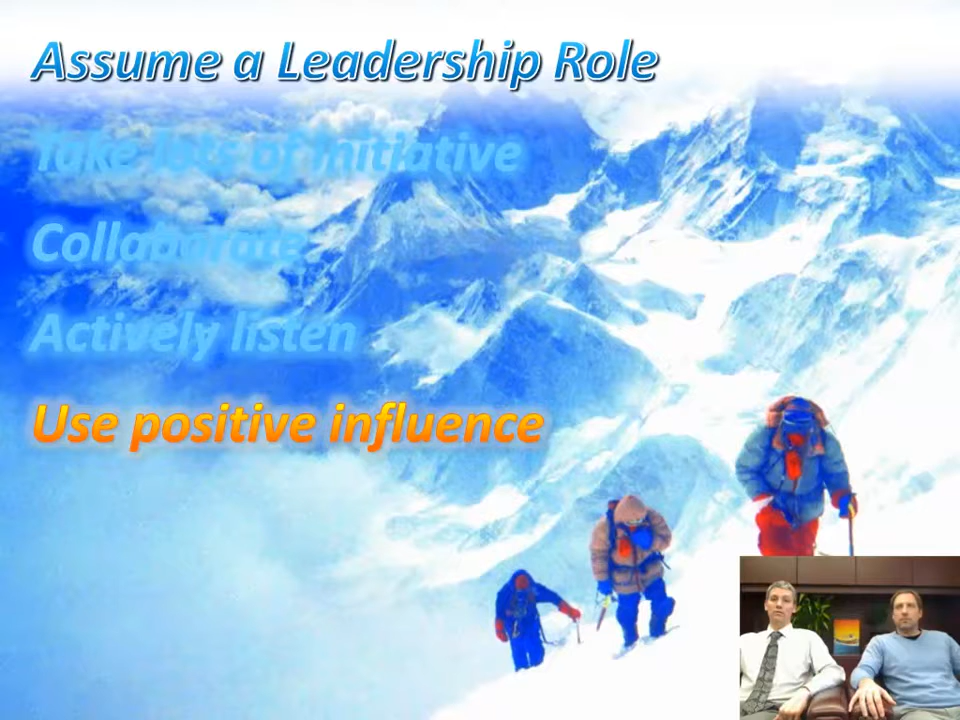 Assume a Leadership Role
Take lots of initiative
Collaborate
Actively listen
Use positive influence